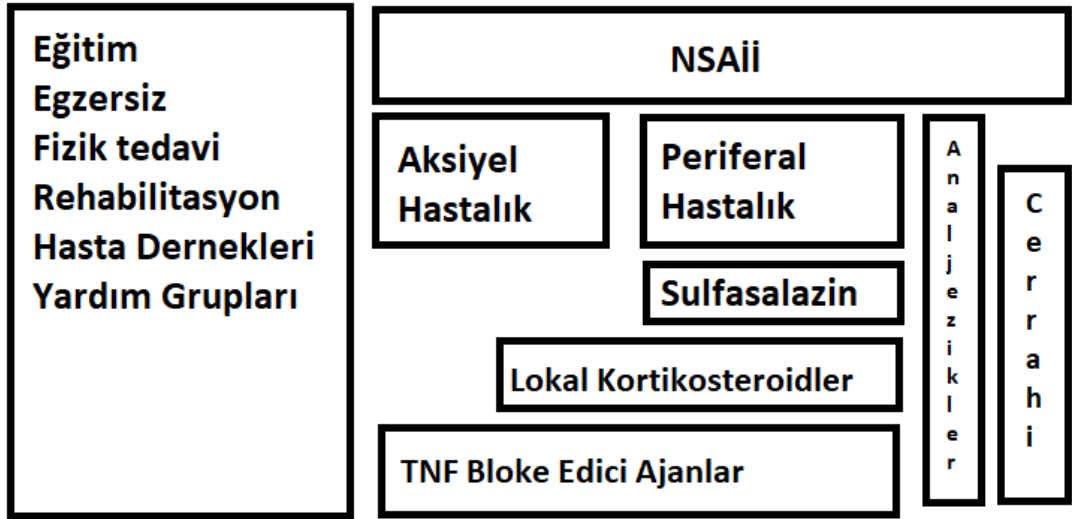 Eğitim
Egzersiz
Fizik tedavi
Rehabilitasyon
Hasta Dernekleri
Yardım Grupları
NSAİİ
Aksiyel
Hastalık
Periferal
Hastalık
Sulfasalazin
Lokal Kortikosteroidler
TNF Bloke Edici Ajanlar
Analjezikler
Cerrahi